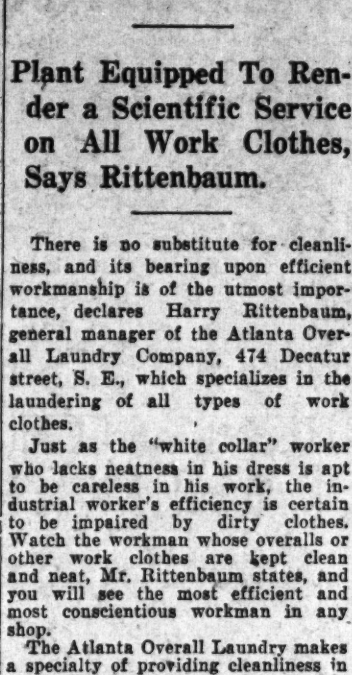 Plant Equipped To Ren-
der a Scientific Service
on All Work Clothes,
Says Rittenbaum.
There is no substitute for cleanli-
ness, and its bearing upon efficient
workmanship is of the utmost impor-
tance, declares Harry Rittenbaum,
general manager of the Atlanta Over-
all Laundry Company, 474 Decatur
street, S. E., which specializes in the
laundering of all types of work
clothes.
Just as the "white collar" worker
who lacks neatness in his dress is apt
to be careless in his work, the in-
dustrial worker's efficiency is certain
to be impaired by dirty clothes.
Watch the workman whose overalls or
other work clothes are kept clean
and neat, Mr. Rittenbaum states, and
you will see the most efficient and
most conscientious workman in any
shop.
The Atlanta Overall Laundry makes
a specialty of providing cleanliness in